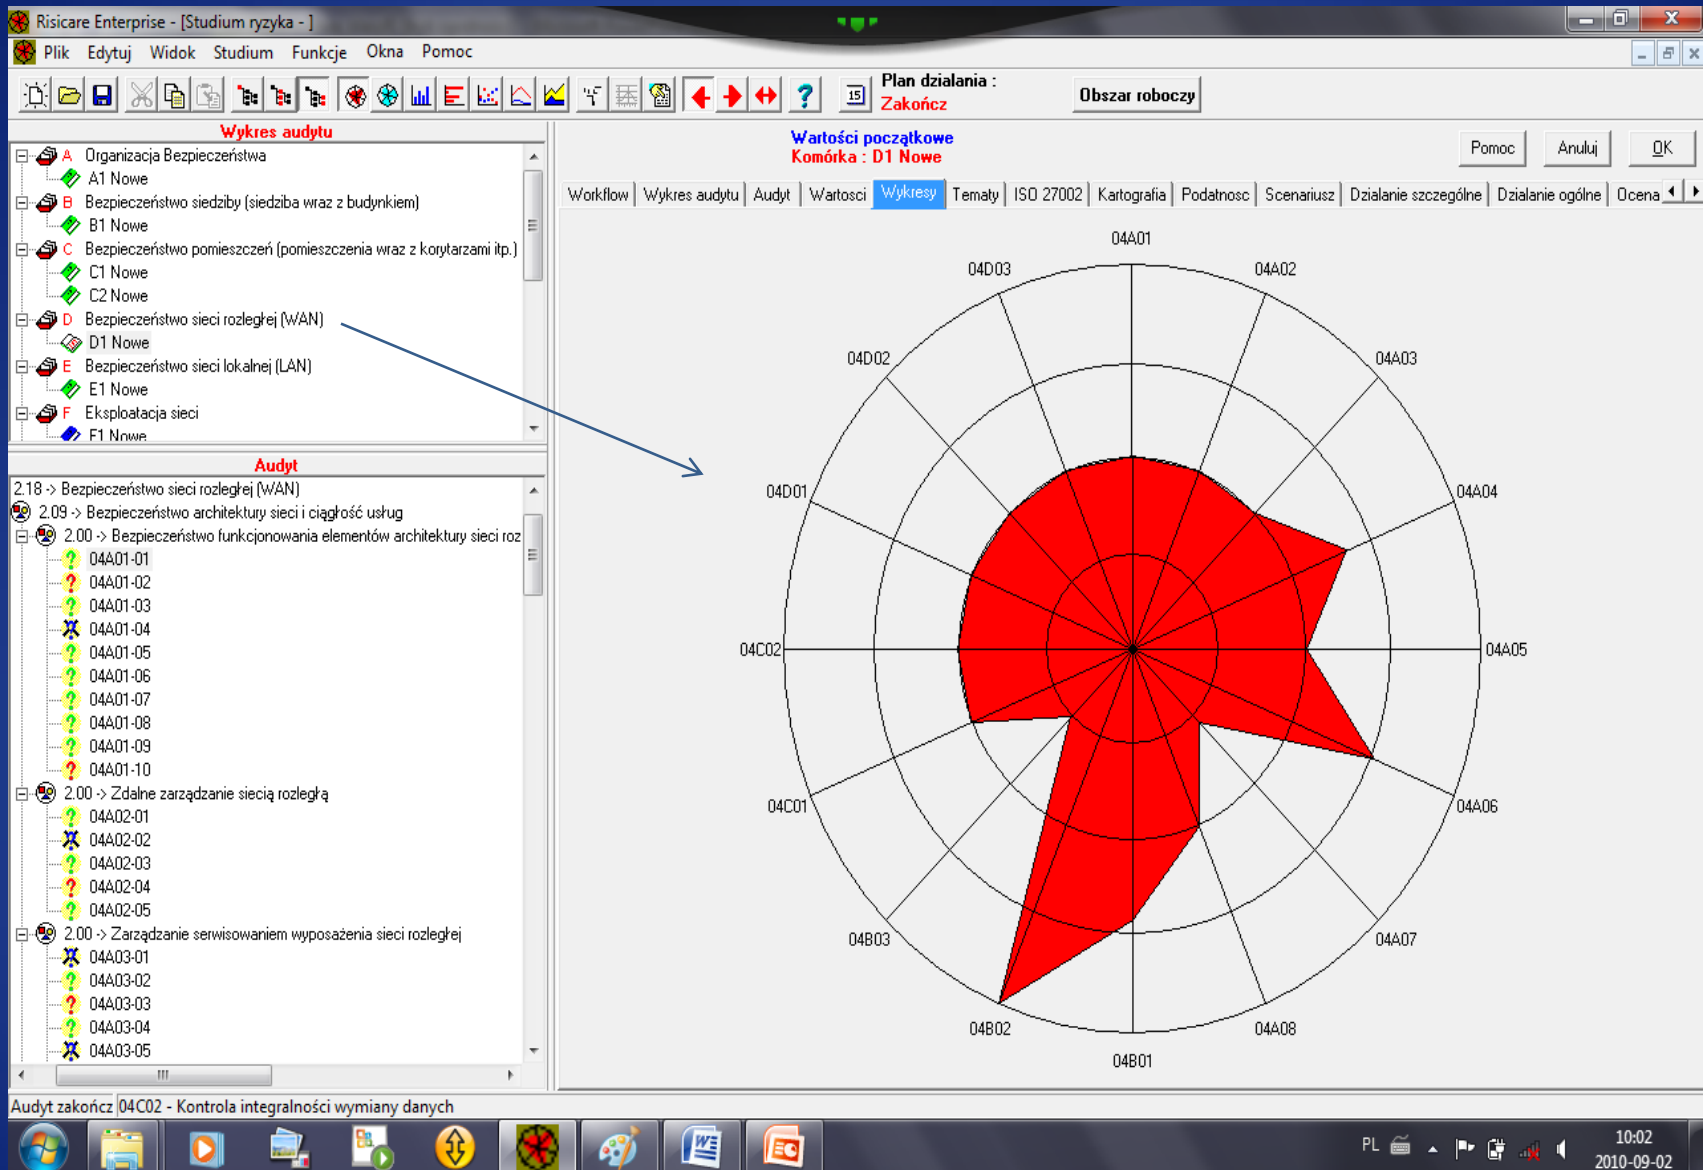 Risicare Enterprise - [Studium ryzyka - ]
Plik Edytuj Widok Studium Funkcje Okna Pomoc
15 Plan dzialania :
Zakończ
Obszar roboczy
Wykres audytu
A Organizacja Bezpieczeństwa
A1 Nowe
B Bezpieczeństwo siedziby (siedziba wraz z budynkiem)
B1 Nowe
C Bezpieczeństwo pomieszczeń (pomieszczenia wraz z korytarzami itp.)
C1 Nowe
C2 Nowe
D Bezpieczeństwo sieci rozległej (WAN)
D1 Nowe
E Bezpieczeństwo sieci lokalnej (LAN)
E1 Nowe
F Eksploatacja sieci
F1 Nowe
Audyt
2.18 -> Bezpieczeństwo sieci rozległej (WAN)
2.09 -> Bezpieczeństwo architektury sieci i ciągłość usług
2.00 -> Bezpieczeństwo funkcjonowania elementów architektury sieci roz
04A01-01
04A01-02
04A01-03
04A01-04
04A01-05
04A01-06
04A01-07
04A01-08
04A01-09
04A01-10
2.00 -> Zdalne zarządzanie siecią rozległą
04A02-01
04A02-02
04A02-03
04A02-04
04A02-05
2.00 -> Zarządzanie serwisowaniem wyposażenia sieci rozległej
04A03-01
04A03-02
04A03-03
04A03-04
04A03-05
Wartości początkowe
Komórka : D1 Nowe
Pomoc Anuluj OK
Workflow Wykres audytu Audyt Wartosci Wykresy Tematy ISO 27002 Kartografia Podatnosc Scenariusz Dzialanie szczególne Dzialanie ogólne Ocena
04A01
04D03 04A02
04D02 04A03
04D01 04A04
04C02 04A05
04C01 04A06
04B03 04A07
04B02 04A08
04B01
Audyt zakończ 04C02 - Kontrola integralności wymiany danych
PL 10:02
2010-09-02